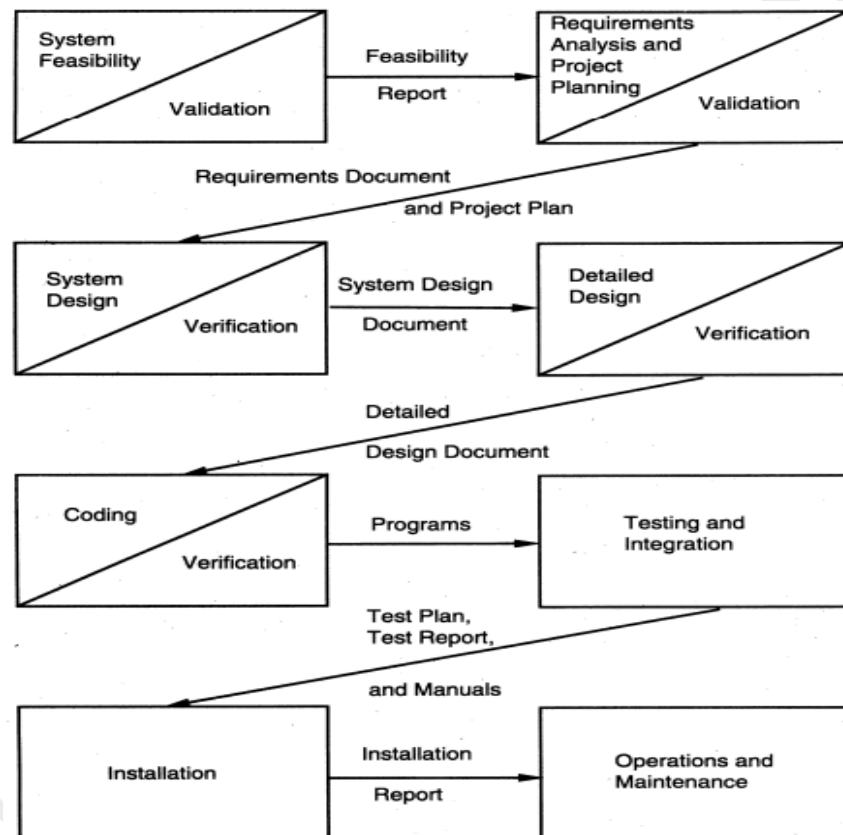 System
Feasibility
Validation
Feasibility
Report
Requirements
Analysis and
Project
Planning
Validation
Requirements Document
and Project Plan
System
Design
Verification
System Design
Document
Detailed
Design
Verification
Detailed
Design Document
Coding
Verification
Programs
Testing and
Integration
Test Plan,
Test Report,
and Manuals
Installation
Installation
Report
Operations and
Maintenance